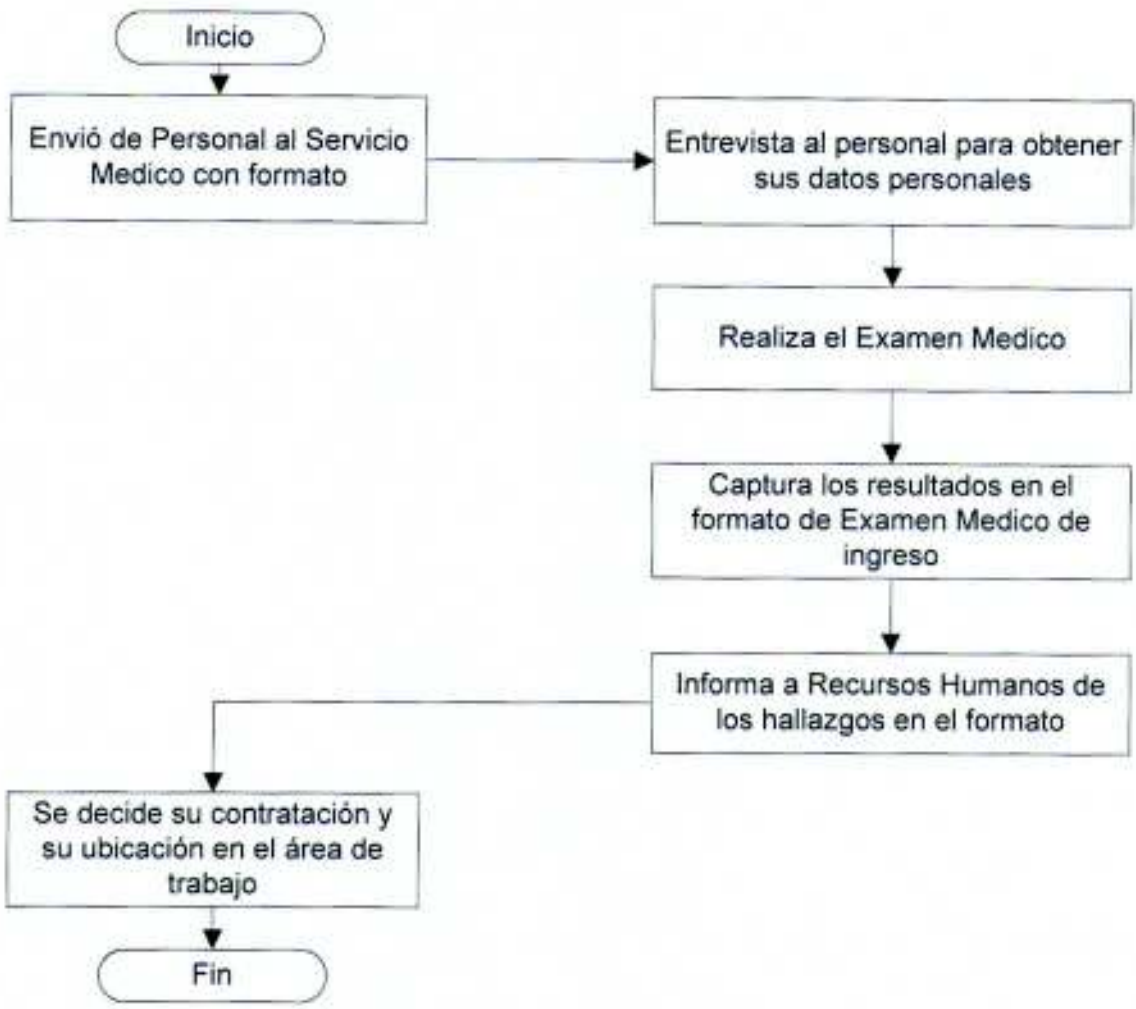 Inicio
Envió de Personal al Servicio
Medico con formato
Entrevista al personal para obtener
sus datos personales
Realiza el Examen Medico
Captura los resultados en el
formato de Examen Medico de
ingreso
Informa a Recursos Humanos de
los hallazgos en el formato
Se decide su contratación y
su ubicación en el área de
trabajo
Fin